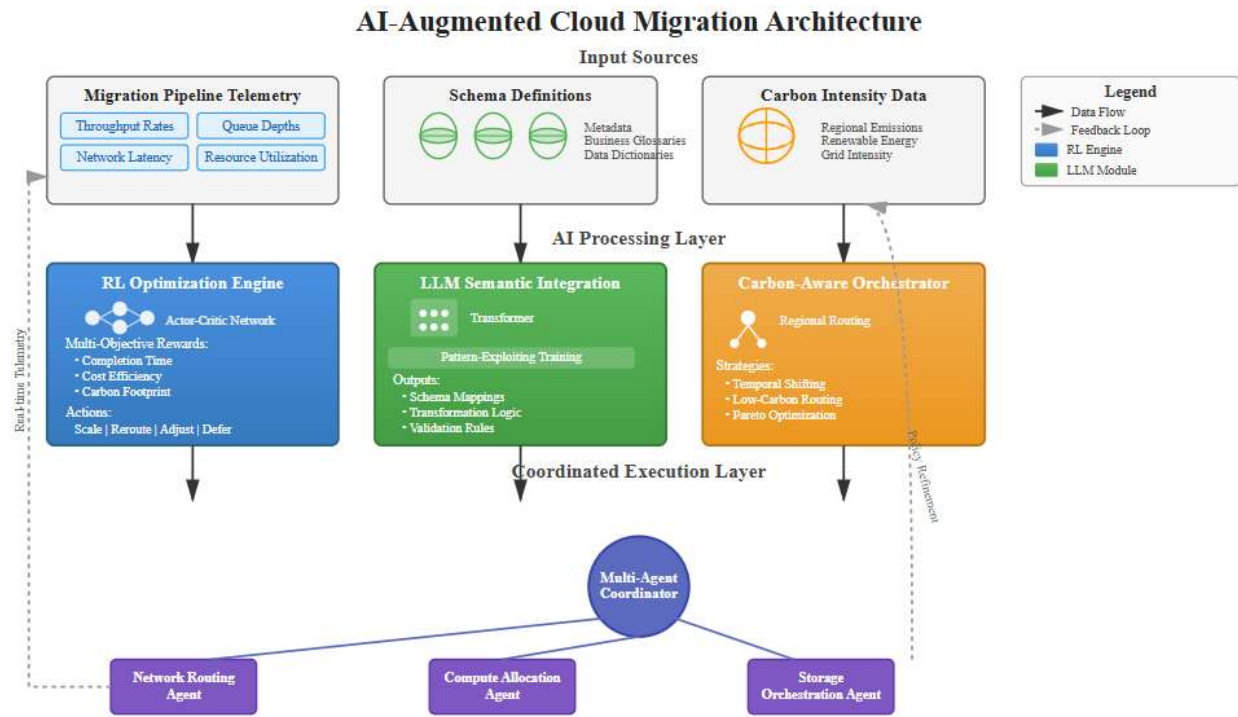 AI-Augmented Cloud Migration Architecture
Input Sources
Migration Pipeline Telemetry
Throughput Rates
Queue Depths
Network Latency
Resource Utilization
Schema Definitions
Metadata
Business Glossaries
Data Dictionaries
Carbon Intensity Data
Regional Emissions
Renewable Energy
Grid Intensity
Legend
Data Flow
Feedback Loop
RL Engine
LLM Module
AI Processing Layer
RL Optimization Engine
Actor-Critic Network
Multi-Objective Rewards:
• Completion Time
• Cost Efficiency
• Carbon Footprint
Actions:
Scale | Reroute | Adjust | Defer
LLM Semantic Integration
Transformer
Pattern-Exploiting Training
Outputs:
• Schema Mappings
• Transformation Logic
• Validation Rules
Carbon-Aware Orchestrator
Regional Routing
Strategies:
• Temporal Shifting
• Low-Carbon Routing
• Pareto Optimization
Real-time Telemetry
Policy Refinement
Coordinated Execution Layer
Multi-Agent
Coordinator
Network Routing
Agent
Compute Allocation
Agent
Storage
Orchestration Agent